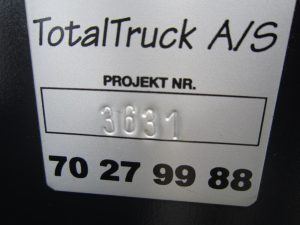 TotalTruck A/S
PROJEKT NR.
3631
70 27 99 88